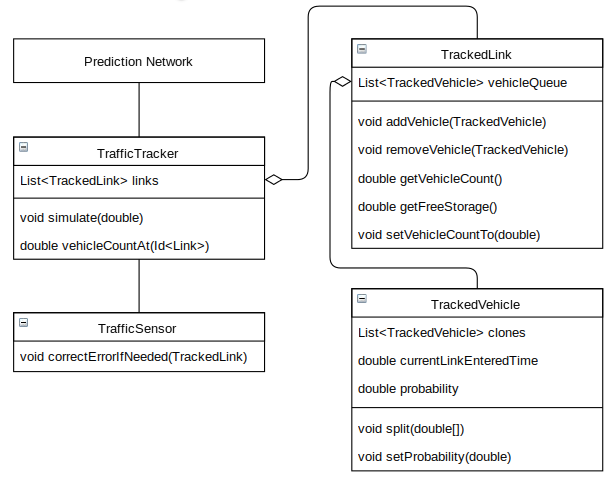 Prediction Network
TrafficTracker
List<TrackedLink> links
void simulate(double)
double vehicleCountAt(Id<Link>)
TrafficSensor
void correctErrorIfNeeded(TrackedLink)
TrackedLink
List<TrackedVehicle> vehicleQueue
void addVehicle(TrackedVehicle)
void removeVehicle(TrackedVehicle)
double getVehicleCount()
double getFreeStorage()
void setVehicleCountTo(double)
TrackedVehicle
List<TrackedVehicle> clones
double currentLinkEnteredTime
double probability
void split(double[])
void setProbability(double)